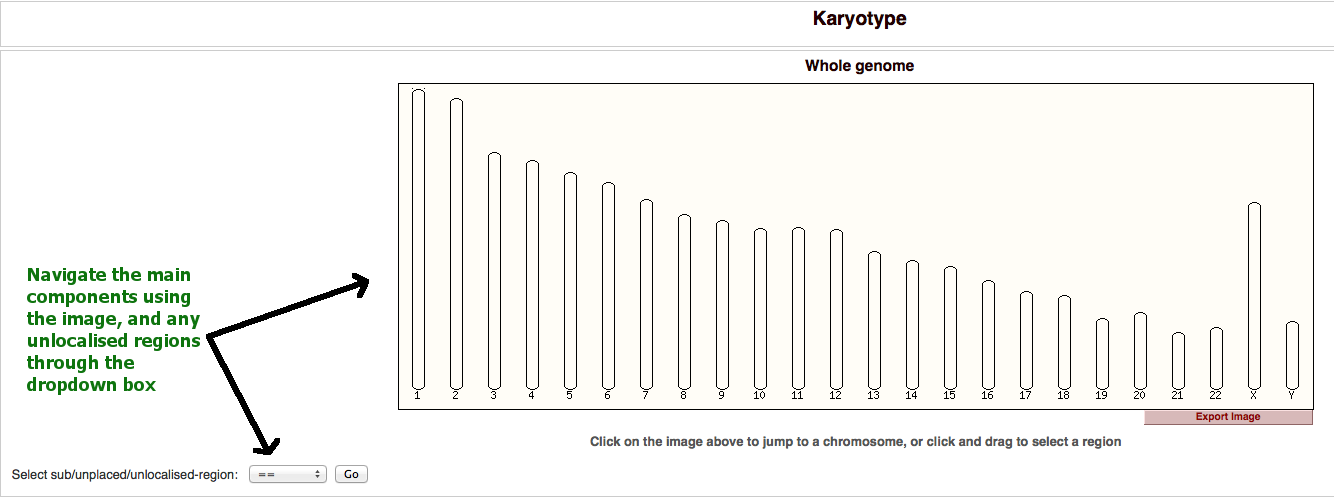 Karyotype
Whole genome
Navigate the main
components using
the image, and any
unlocalised regions
through the
dropdown box
1 2 3 4 5 6 7 8 9 10 11 12 13 14 15 16 17 18 19 20 21 22 X Y
Export Image
Click on the image above to jump to a chromosome, or click and drag to select a region
Select sub/unplaced/unlocalised-region: == Go